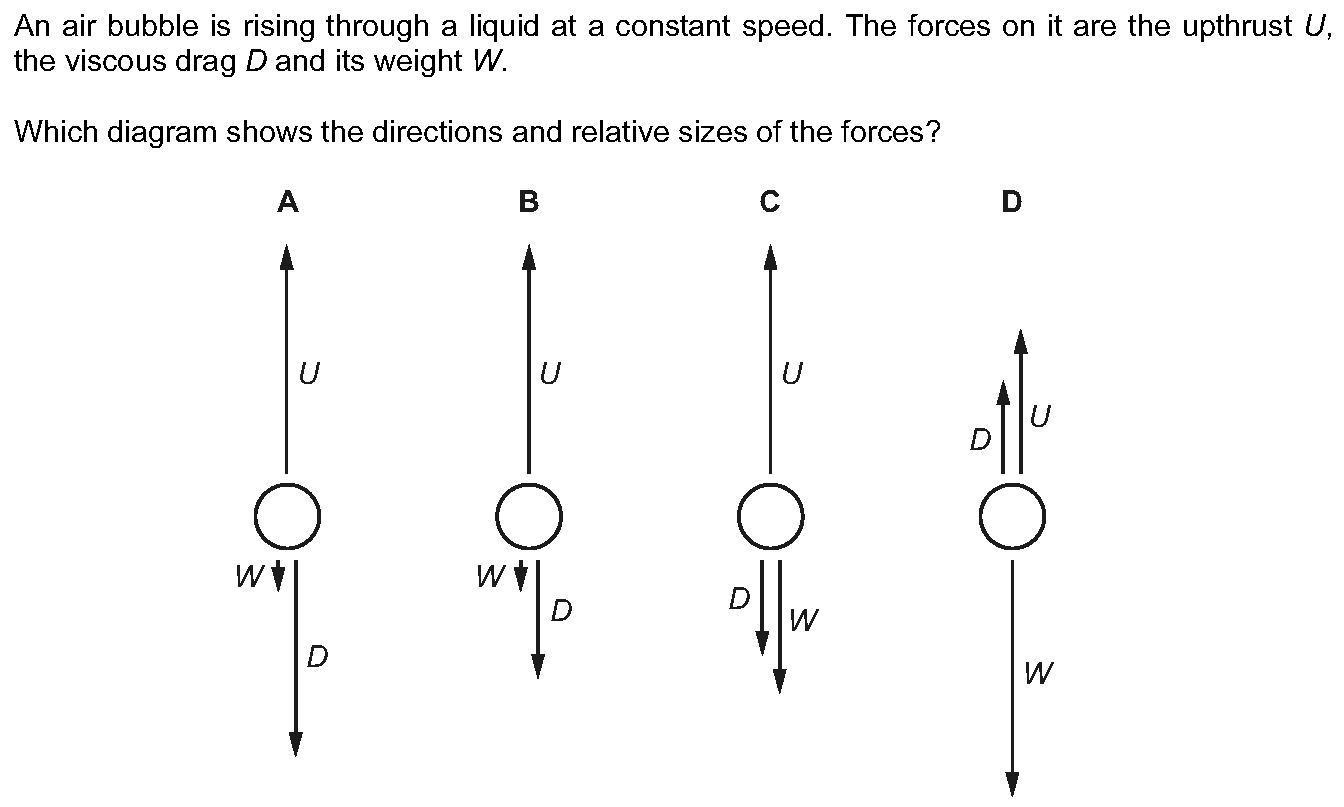 An air bubble is rising through a liquid at a constant speed. The forces on it are the upthrust U,
the viscous drag D and its weight W.
Which diagram shows the directions and relative sizes of the forces?
A B C D
U U U U
D
W W D W
D D
W